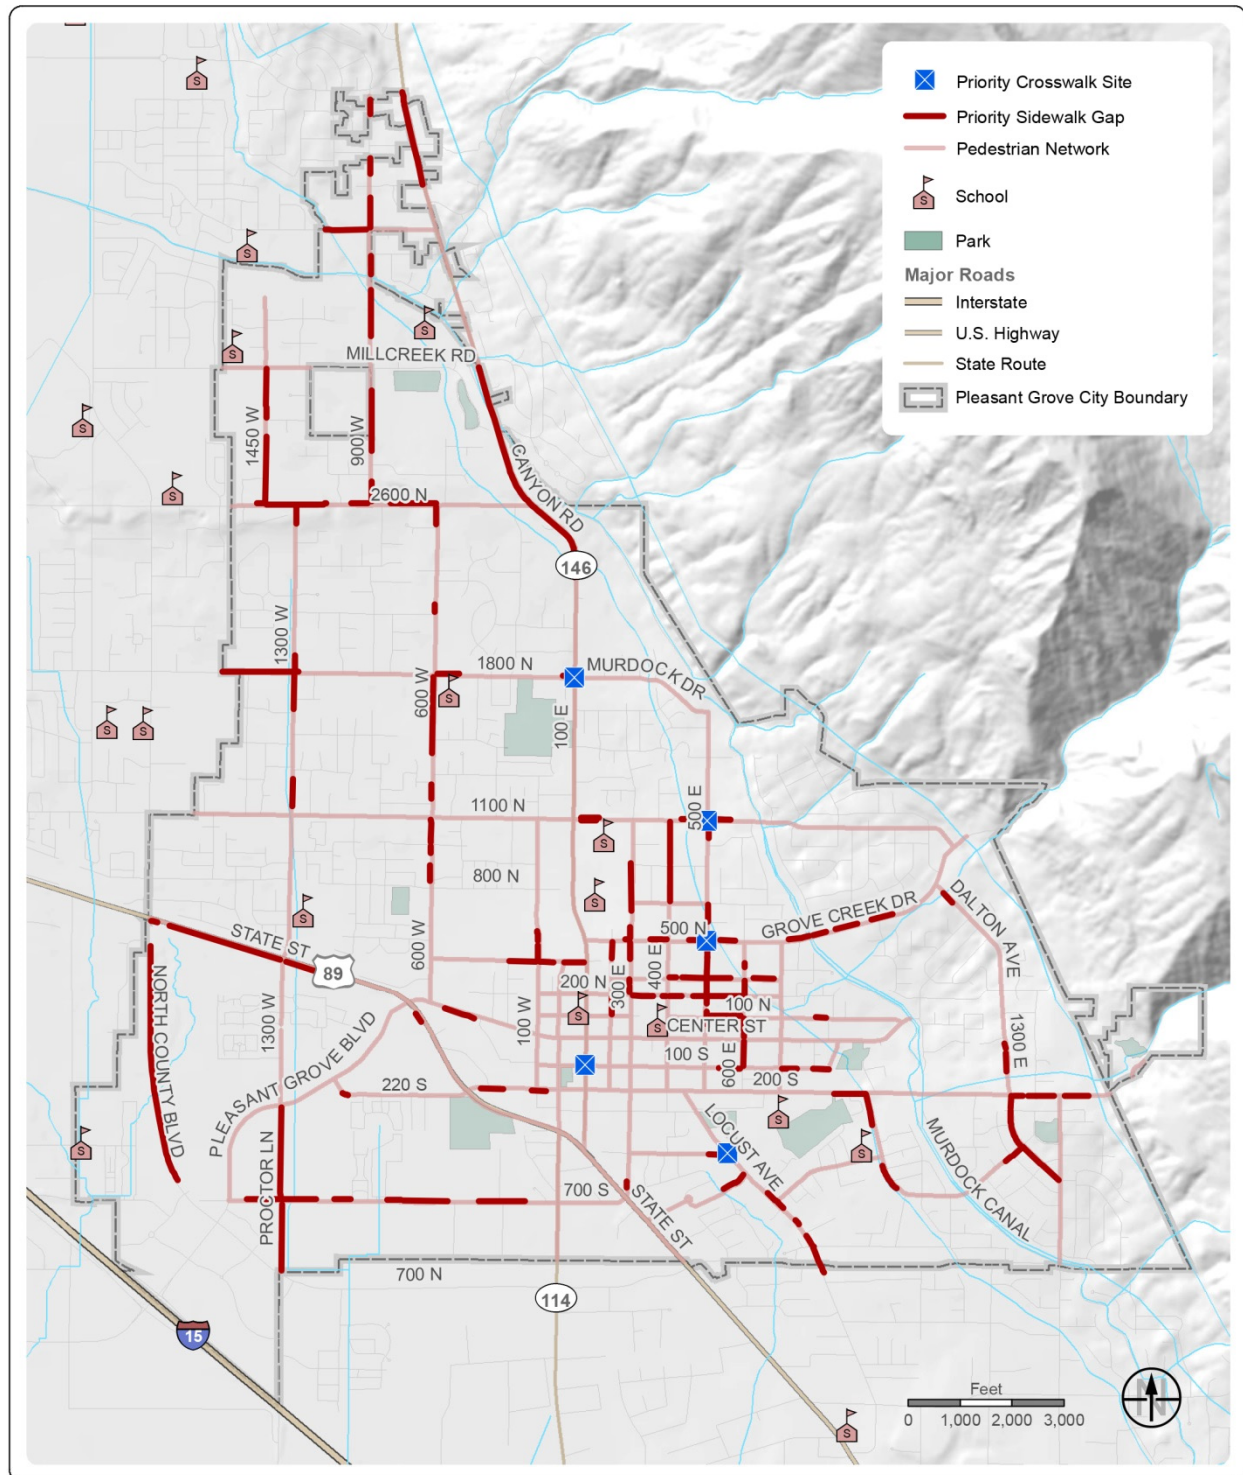 Priority Crosswalk Site
Priority Sidewalk Gap
Pedestrian Network
S
School
Park
Major Roads
Interstate
U.S. Highway
State Route
Pleasant Grove City Boundary
S
S
S
S
MILLCREEK RD
S
1450 W
900 W
S
2600 N
CANYON RD
146
1300 W
1800 N
MURDOCK DR
600 W
S
100 E
S
S
1100 N
500 E
S
800 N
S
S
GROVE CREEK DR
DALTON AVE
500 N
STATE ST
89
600 W
400 E
300 E
200 N
100 N
NORTH COUNTY BLVD
1300 W
100 W
S
S
CENTER ST
100 S
600 E
200 S
1300 E
PLEASANT GROVE BLVD
220 S
S
LOCUST AVE
S
S
MURDOCK CANAL
PROCTOR LN
700 S
STATE ST
700 N
114
15
Feet
0 1,000 2,000 3,000
N
S